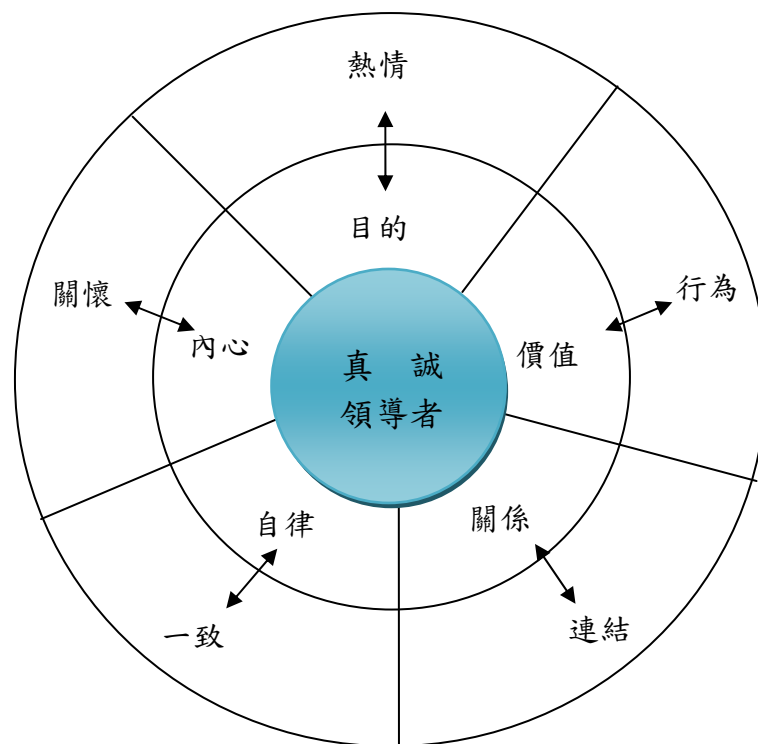 熱情
目的
關懷
內心
行為
價值
真　誠
領導者
自律
關係
一致
連結